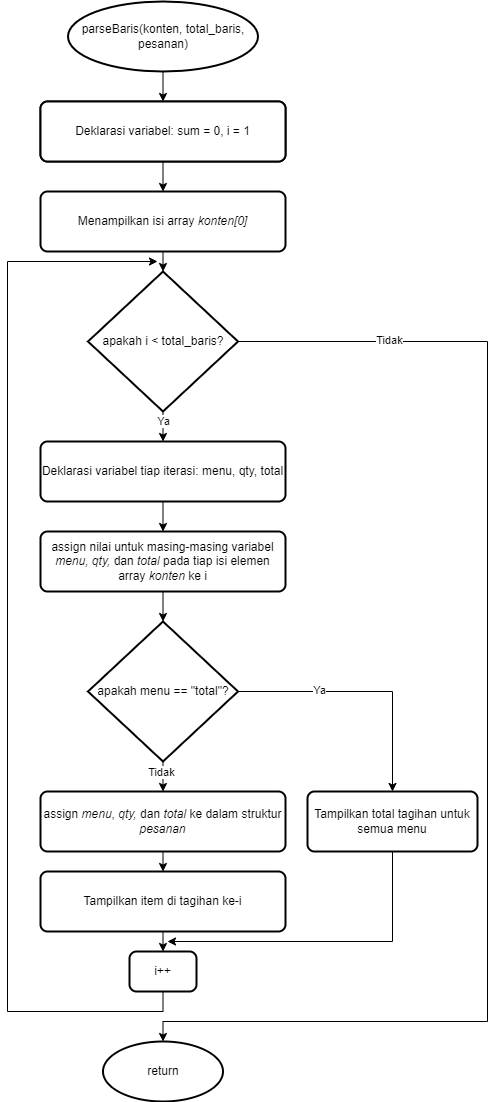 parseBaris(konten, total_baris,
pesanan)
Deklarasi variabel: sum = 0, i = 1
Menampilkan isi array konten[0]
apakah i < total_baris?
Tidak
Ya
Deklarasi variabel tiap iterasi: menu, qty, total
assign nilai untuk masing-masing variabel
menu, qty, dan total pada tiap isi elemen
array konten ke i
apakah menu == "total"?
Ya
Tidak
assign menu, qty, dan total ke dalam struktur
pesanan
Tampilkan total tagihan untuk
semua menu
Tampilkan item di tagihan ke-i
i++
return